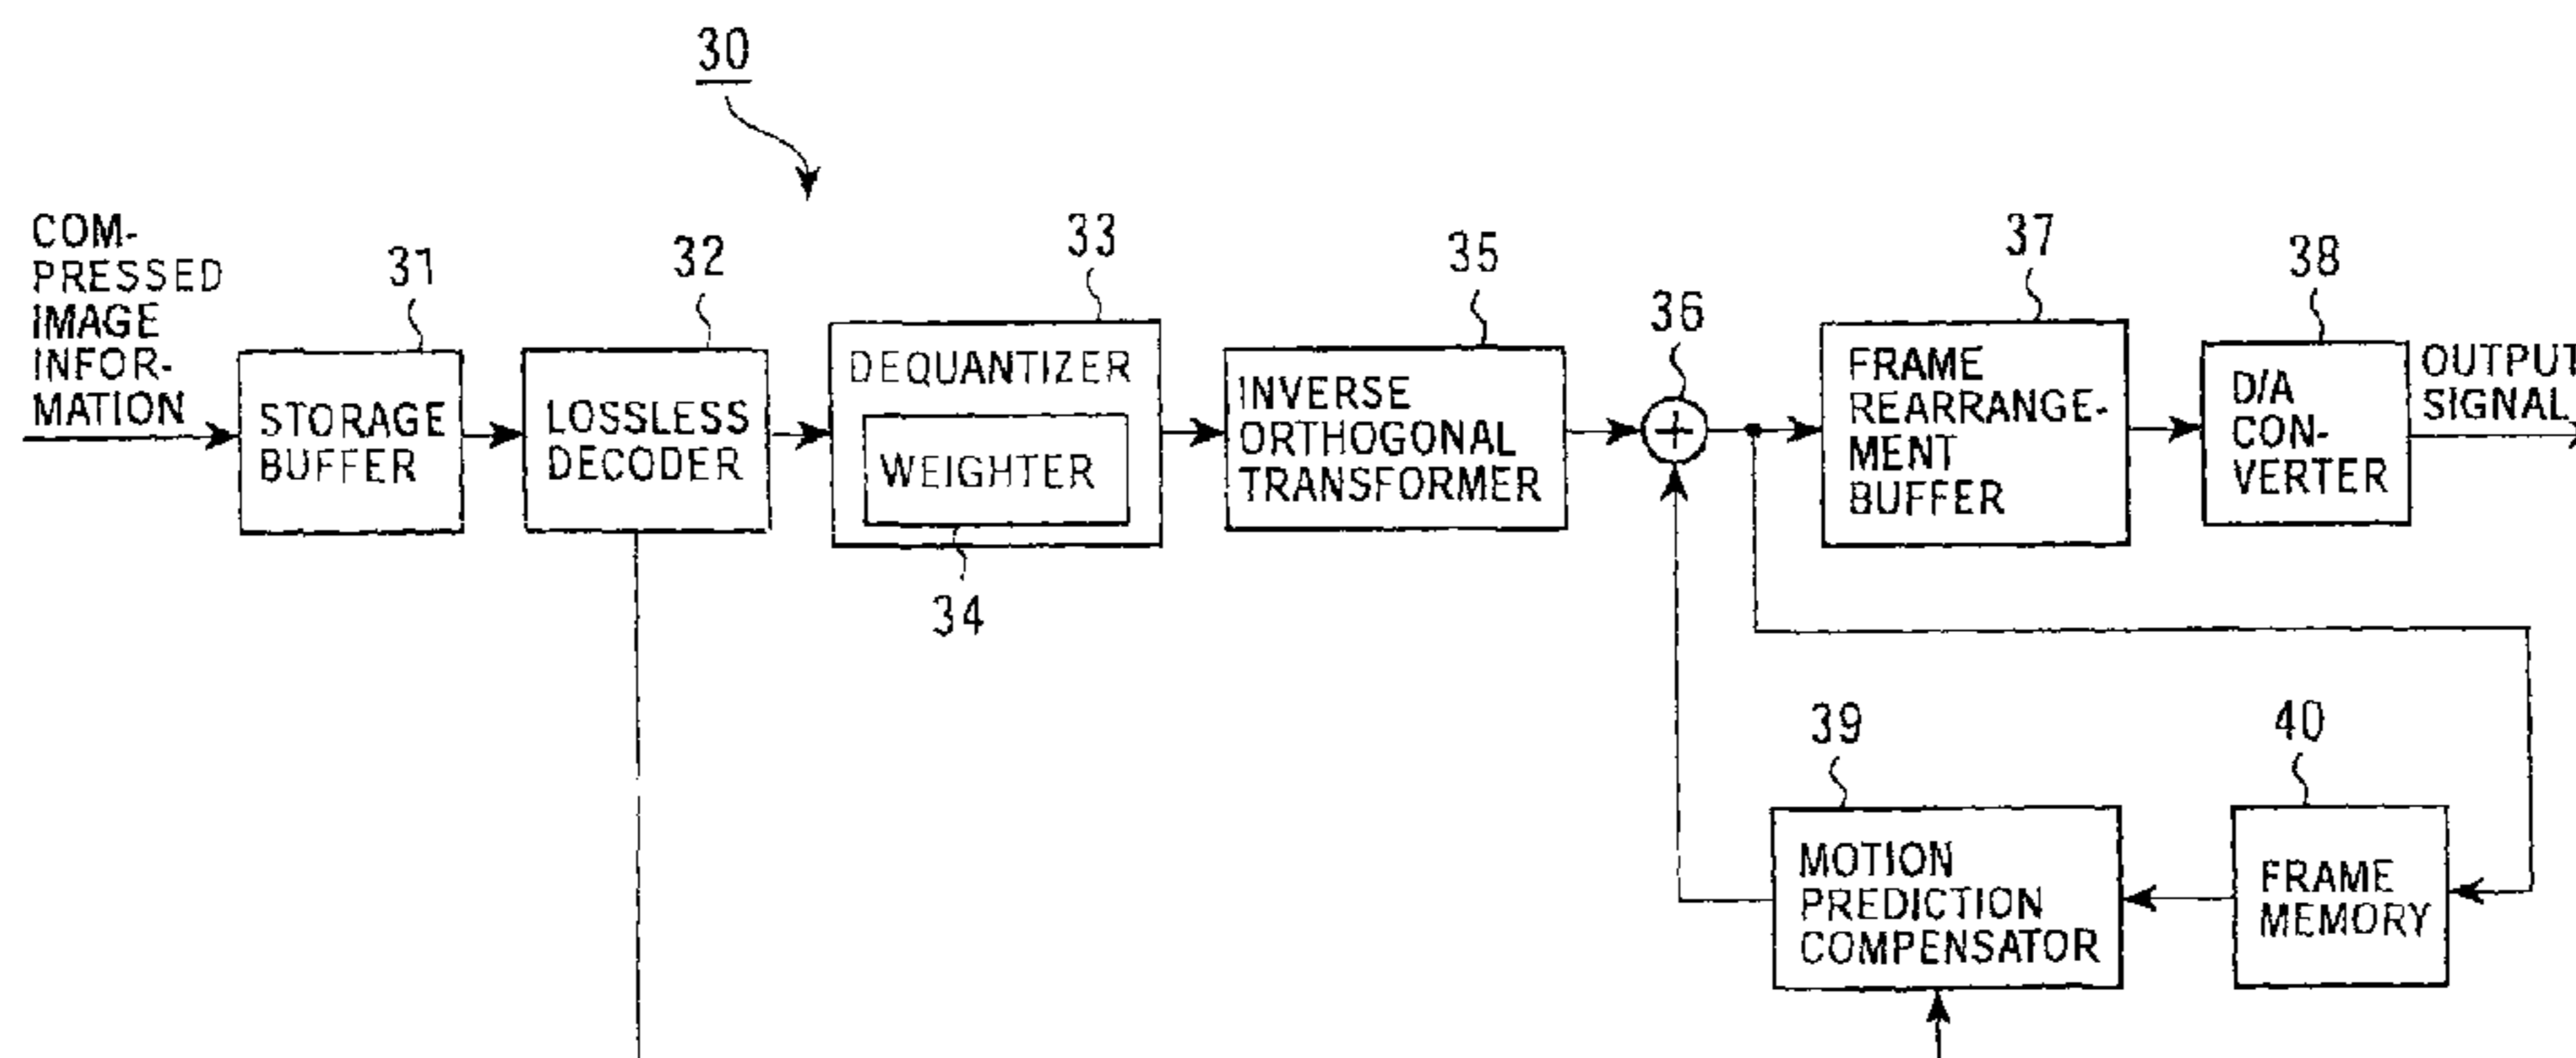 30
COM-
PRESSED
IMAGE
INFOR-
MATION
31
STORAGE
BUFFER
32
LOSSLESS
DECODER
33
DEQUANTIZER
WEIGHTER
34
35
INVERSE
ORTHOGONAL
TRANSFORMER
36
+
37
FRAME
REARRANGE-
MENT
BUFFER
38
D/A
CON-
VERTER
OUTPUT
SIGNAL
39
MOTION
PREDICTION
COMPENSATOR
40
FRAME
MEMORY